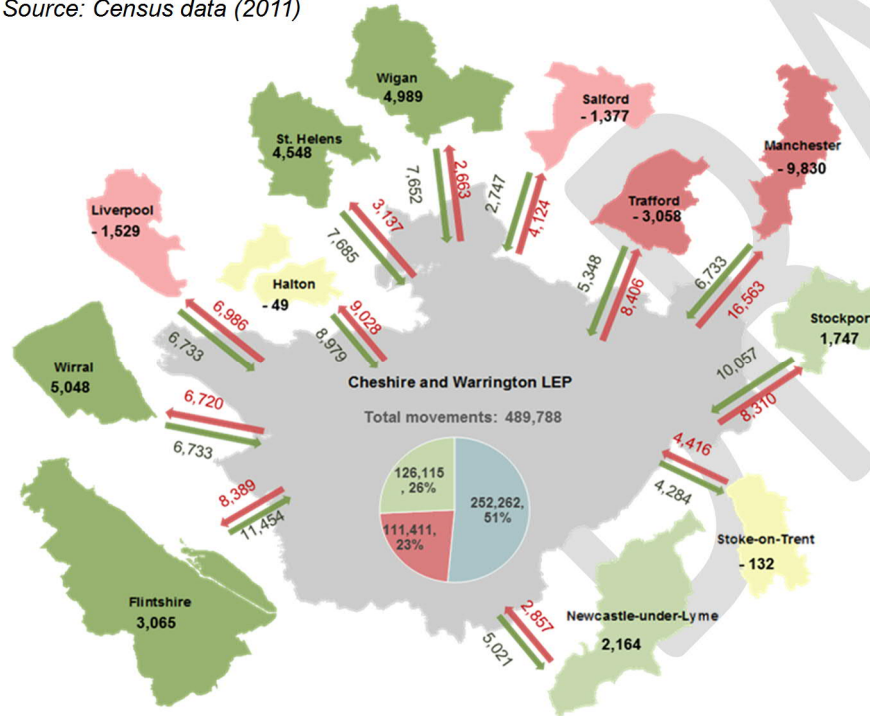 Source: Census data (2011)
Wigan
4,989
Salford
- 1,377
St. Helens
4,548
Manchester
- 9,830
Trafford
- 3,058
Liverpool
- 1,529
Halton
- 49
7,652
2,663
2,747
4,124
3,137
7,685
5,348
8,406
6,733
16,563
6,986
6,733
9,028
8,979
Stockpor
1,747
Wirral
5,048
10,057
8,310
Cheshire and Warrington LEP
Total movements: 489,788
6,720
6,733
4,416
4,284
126,115
, 26%
252,262,
51%
111,411,
23%
8,389
11,454
Stoke-on-Trent
- 132
Flintshire
3,065
Newcastle-under-Lyme
2,164
2,857
5,021